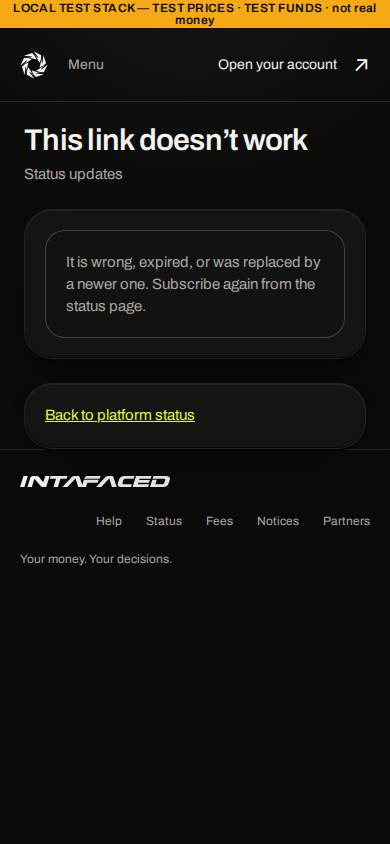 LOCAL TEST STACK — TEST PRICES · TEST FUNDS · not real
money
Menu
Open your account
This link doesn’t work
Status updates
It is wrong, expired, or was replaced by
a newer one. Subscribe again from the
status page.
Back to platform status
INTAFACED
Help Status Fees Notices Partners
Your money. Your decisions.